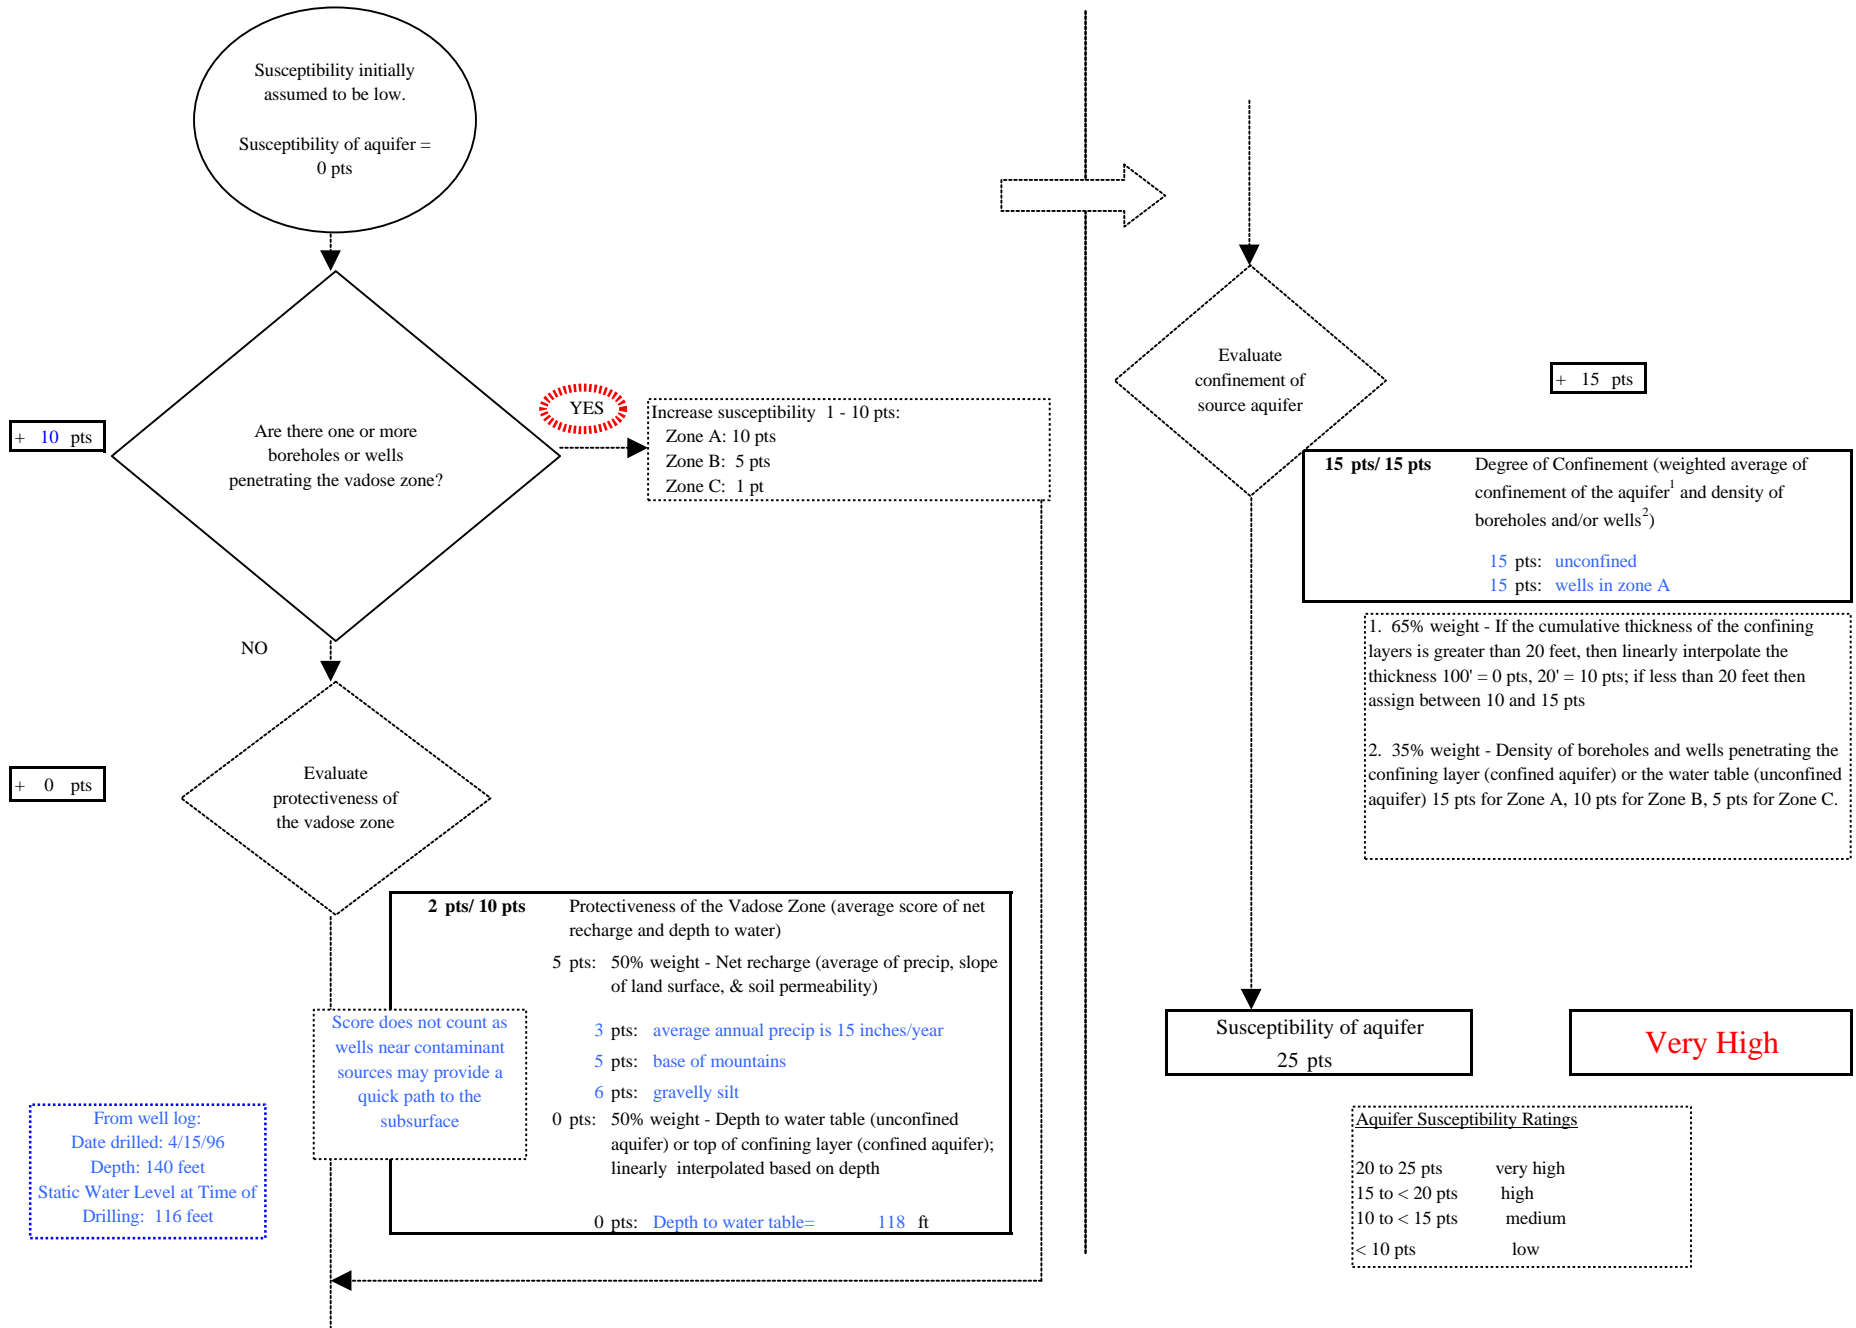 Susceptibility initially
assumed to be low.
Susceptibility of aquifer =
0 pts
+ 10 pts
Are there one or more
boreholes or wells
penetrating the vadose zone?
YES
Increase susceptibility 1 - 10 pts:
Zone A: 10 pts
Zone B: 5 pts
Zone C: 1 pt
NO
+ 0 pts
Evaluate
protectiveness of
the vadose zone
2 pts/ 10 pts Protectiveness of the Vadose Zone (average score of net
recharge and depth to water)
5 pts: 50% weight - Net recharge (average of precip, slope
of land surface, & soil permeability)
3 pts: average annual precip is 15 inches/year
5 pts: base of mountains
6 pts: gravelly silt
0 pts: 50% weight - Depth to water table (unconfined
aquifer) or top of confining layer (confined aquifer);
linearly interpolated based on depth
0 pts: Depth to water table= 118 ft
Score does not count as
wells near contaminant
sources may provide a
quick path to the
subsurface
From well log:
Date drilled: 4/15/96
Depth: 140 feet
Static Water Level at Time of
Drilling: 116 feet
Evaluate
confinement of
source aquifer
+ 15 pts
15 pts/ 15 pts Degree of Confinement (weighted average of
confinement of the aquifer1 and density of
boreholes and/or wells2)
15 pts: unconfined
15 pts: wells in zone A
1. 65% weight - If the cumulative thickness of the confining
layers is greater than 20 feet, then linearly interpolate the
thickness 100' = 0 pts, 20' = 10 pts; if less than 20 feet then
assign between 10 and 15 pts
2. 35% weight - Density of boreholes and wells penetrating the
confining layer (confined aquifer) or the water table (unconfined
aquifer) 15 pts for Zone A, 10 pts for Zone B, 5 pts for Zone C.
Susceptibility of aquifer
25 pts
Very High
Aquifer Susceptibility Ratings
20 to 25 pts very high
15 to < 20 pts high
10 to < 15 pts medium
< 10 pts low